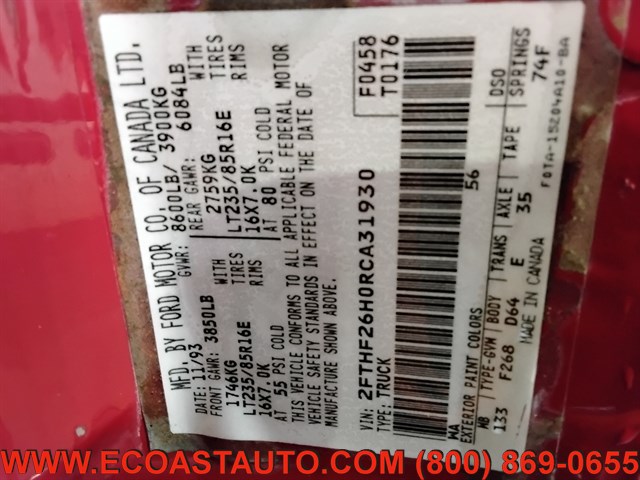 MFD. BY FORD MOTOR CO. OF CANADA LTD.
DATE: 11/93 GVWR: 8600LB/ 3900KG
FRONT GAWR: 3850LB REAR GAWR: 6084LB
1746KG WITH 2759KG WITH
LT235/85R16E TIRES LT235/85R16E TIRES
16X7.0K RIMS 16X7.0K RIMS
AT 55 PSI COLD AT 80 PSI COLD
THIS VEHICLE CONFORMS TO ALL APPLICABLE FEDERAL MOTOR
VEHICLE SAFETY STANDARDS IN EFFECT ON THE DATE OF
MANUFACTURE SHOWN ABOVE.
VIN: 2FTHF26H0RCA31930 F0458
TYPE: TRUCK T0176
WA 56
EXTERIOR PAINT COLORS DSO
WB TYPE-GVW BODY TRANS AXLE TAPE SPRINGS
133 F268 D64 E 35 74F
MADE IN CANADA F0TA-15204A10-BA
WWW.ECOASTAUTO.COM (800) 869-0655